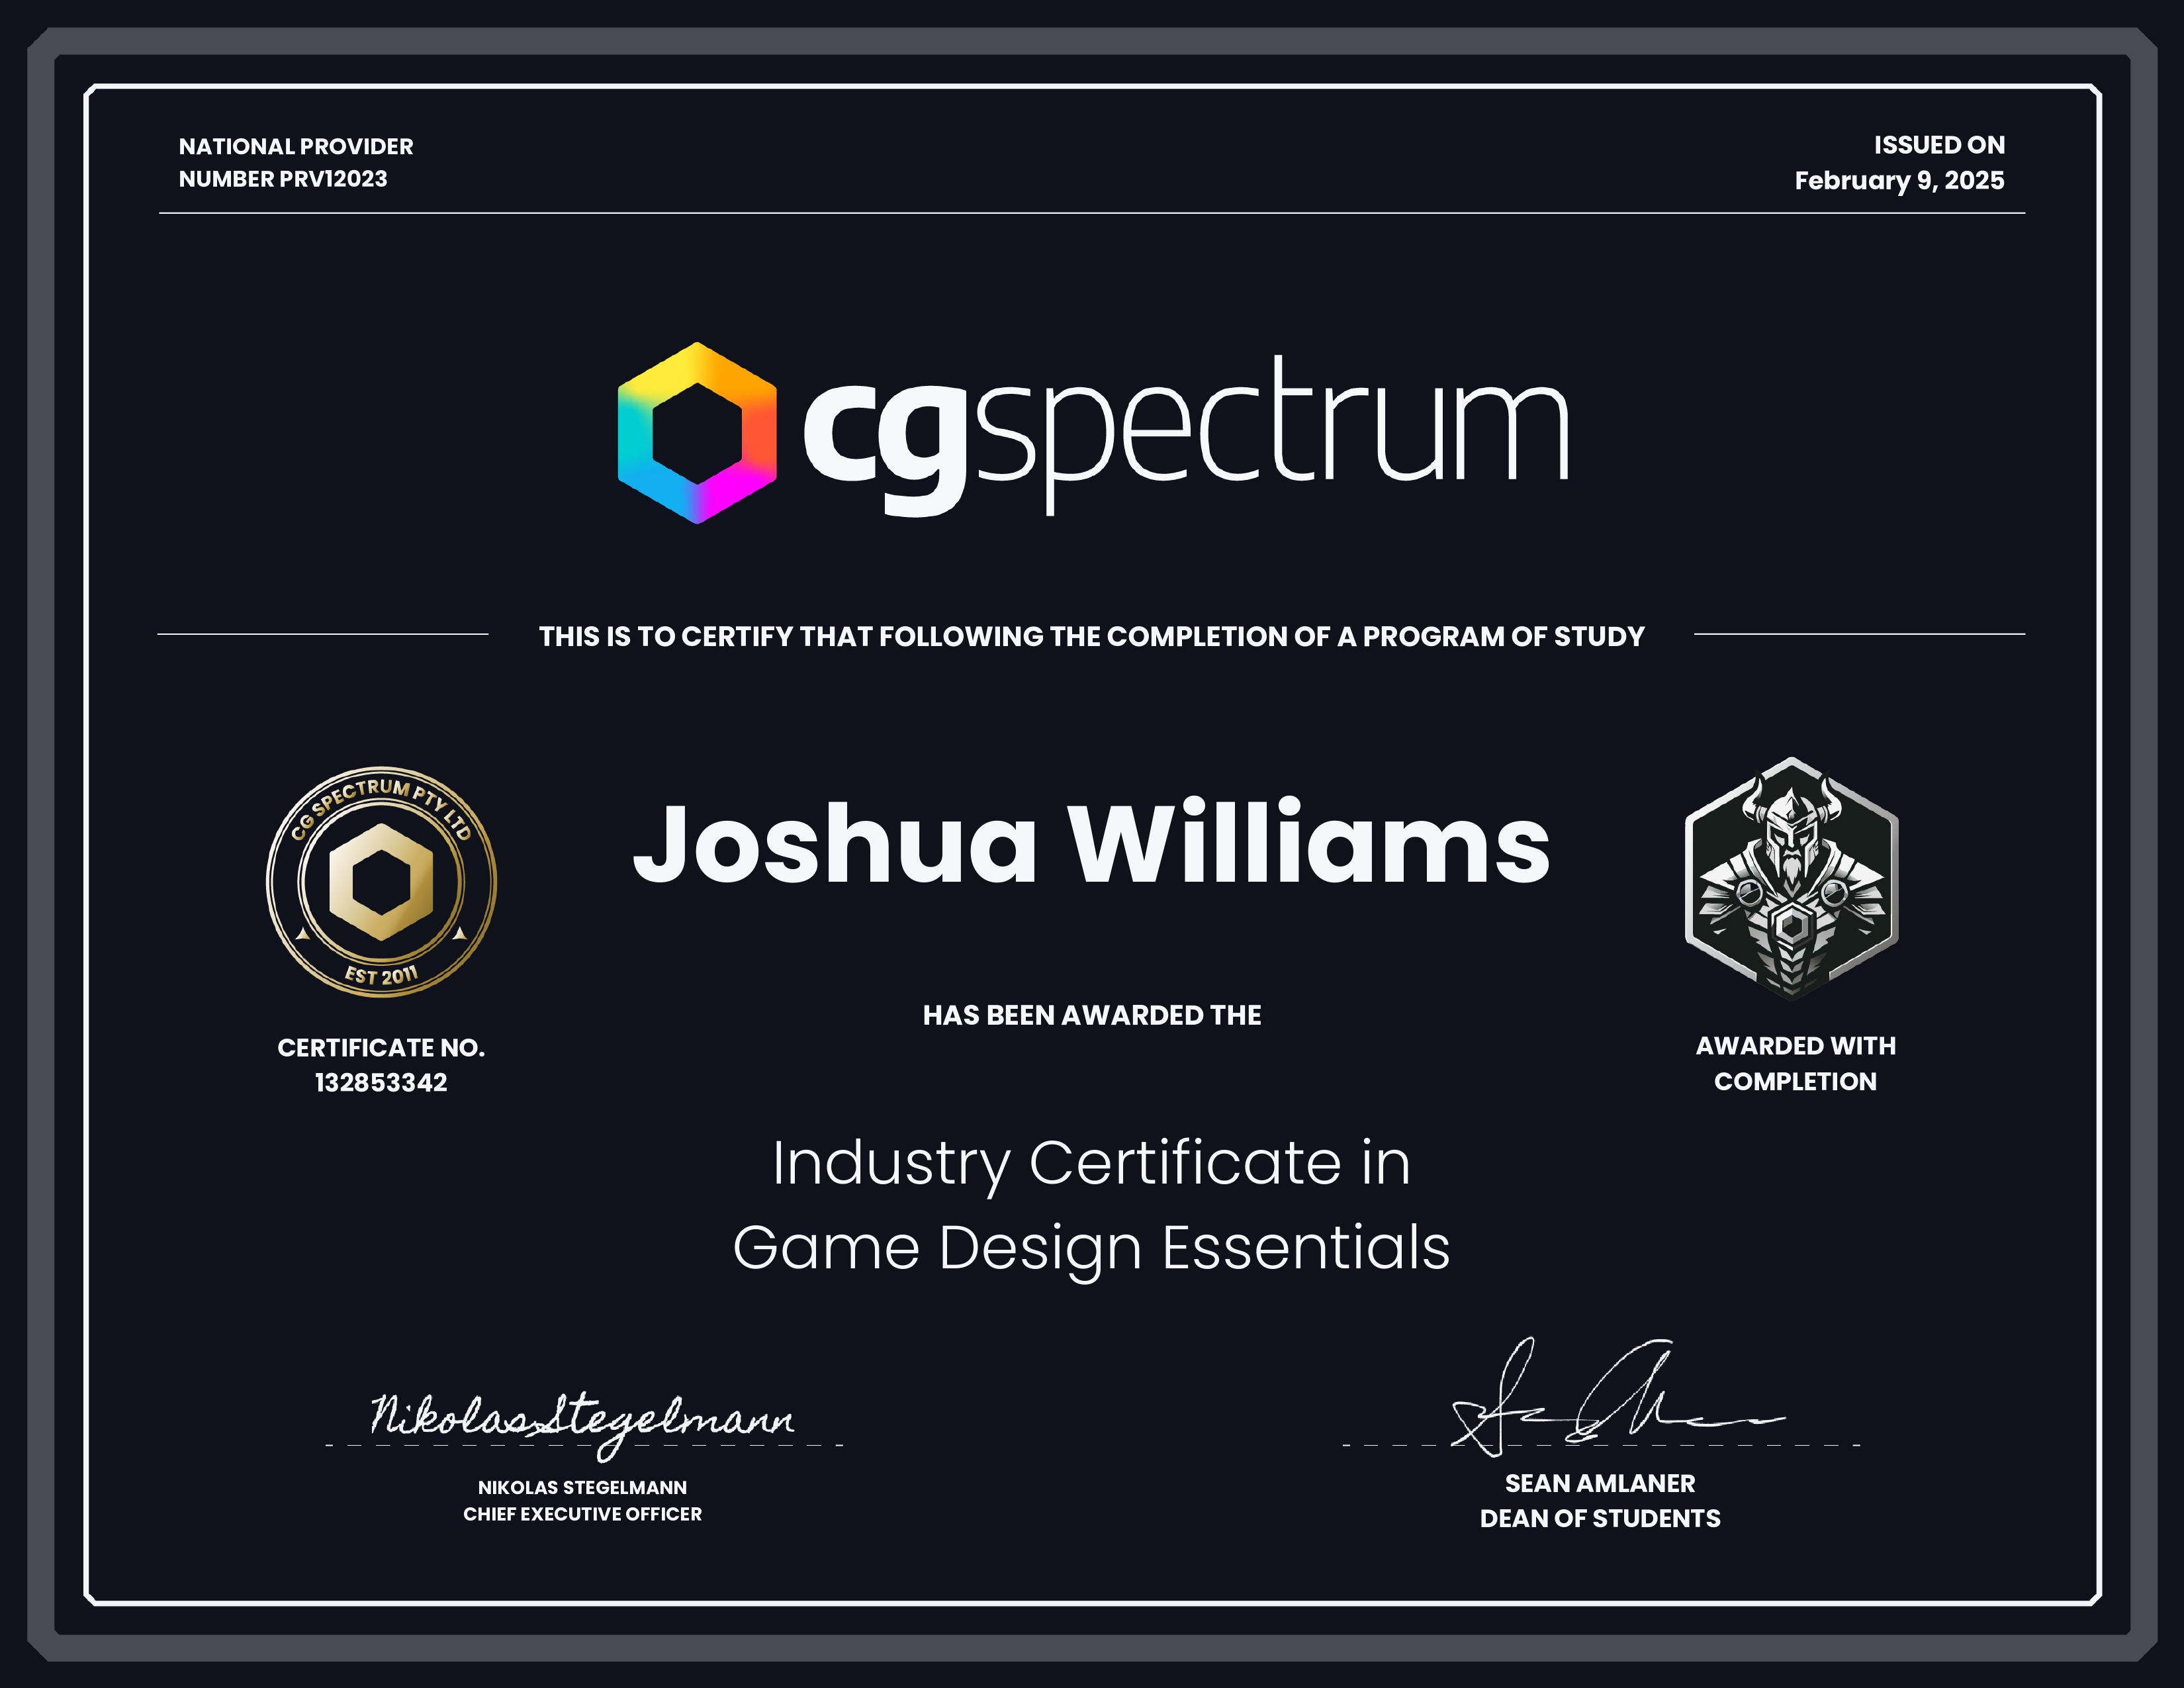 NATIONAL PROVIDER
NUMBER PRV12023
ISSUED ON
February 9, 2025
cgspectrum
THIS IS TO CERTIFY THAT FOLLOWING THE COMPLETION OF A PROGRAM OF STUDY
CG SPECTRUM PTY LTD
EST 2011
CERTIFICATE NO.
132853342
Joshua Williams
HAS BEEN AWARDED THE
AWARDED WITH
COMPLETION
Industry Certificate in
Game Design Essentials
Nikolas Stegelmann
NIKOLAS STEGELMANN
CHIEF EXECUTIVE OFFICER
SEAN AMLANER
DEAN OF STUDENTS